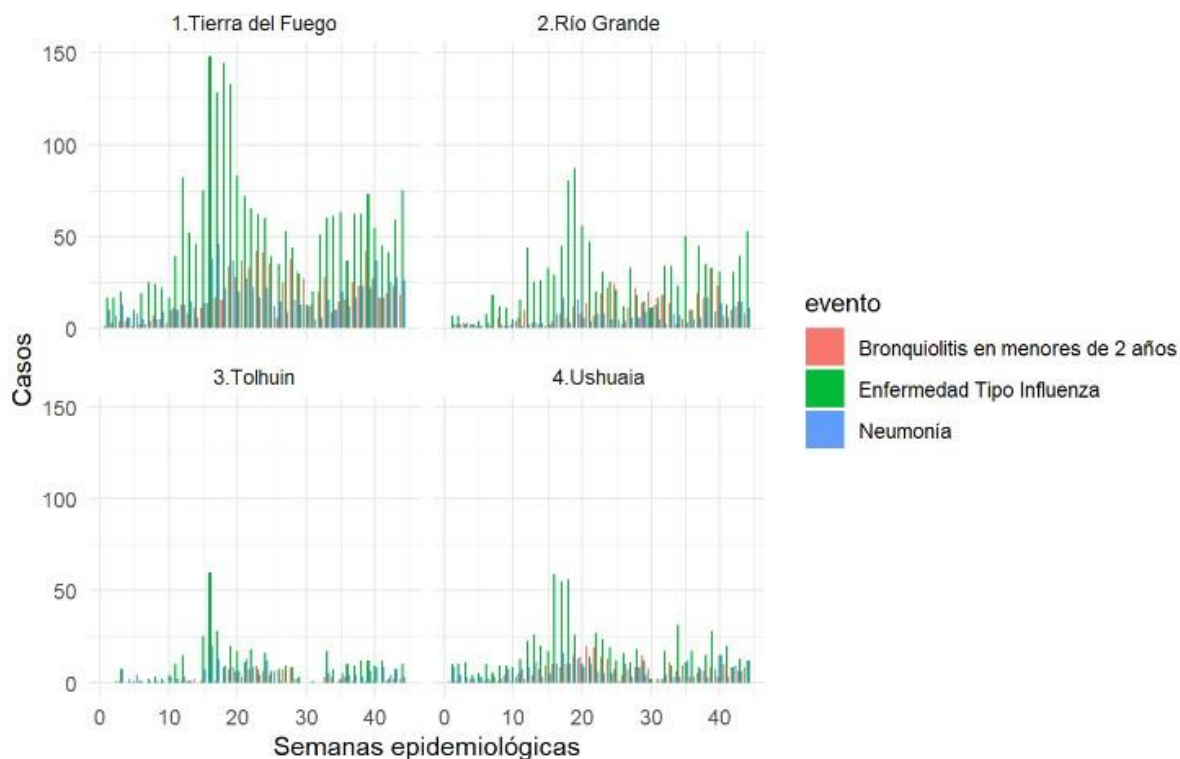 1.Tierra del Fuego
2.Río Grande
150
100
50
0
Casos
3.Tolhuin
4.Ushuaia
150
100
50
0
0 10 20 30 40
0 10 20 30 40
Semanas epidemiológicas
evento
Bronquiolitis en menores de 2 años
Enfermedad Tipo Influenza
Neumonía